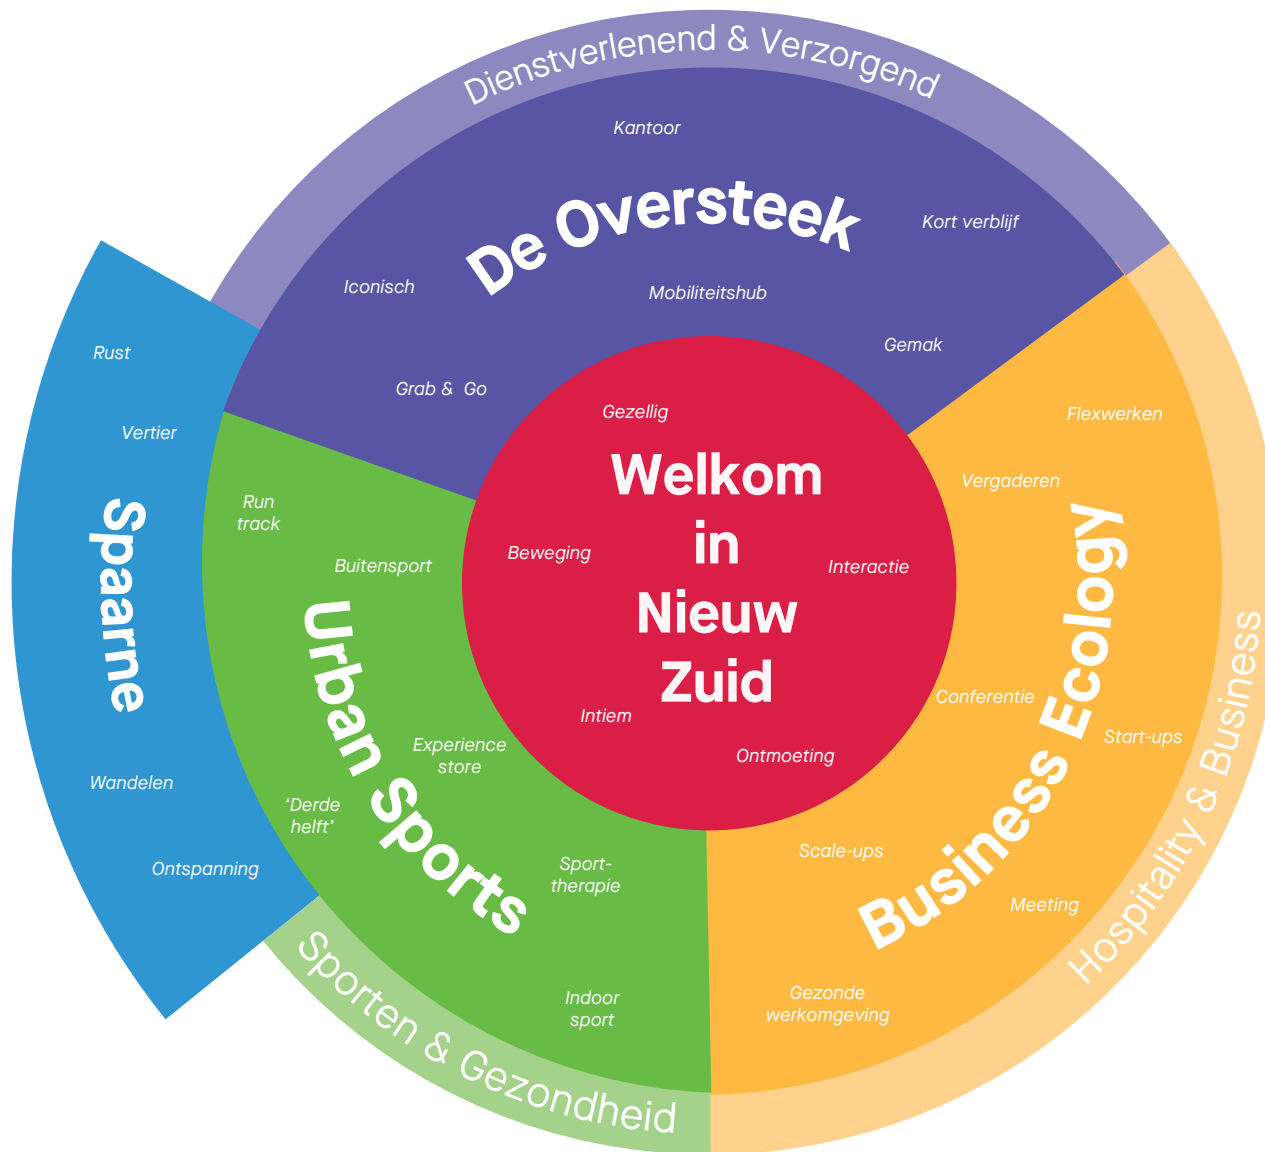 Dienstverlenend & Verzorgend
Kantoor
De Oversteek
Kort verblijf
Iconisch
Mobiliteitshub
Gemak
Grab & Go
Rust
Vertier
Spaarne
Wandelen
Ontspanning
Gezellig
Welkom
in
Nieuw
Zuid
Beweging
Interactie
Intiem
Ontmoeting
Flexwerken
Vergaderen
Business Ecology
Conferentie
Start-ups
Scale-ups
Meeting
Gezonde
werkomgeving
Hospitality & Business
Run
track
Buitensport
Urban Sports
Experience
store
‘Derde
helft’
Sport-
therapie
Indoor
sport
Sporten & Gezondheid